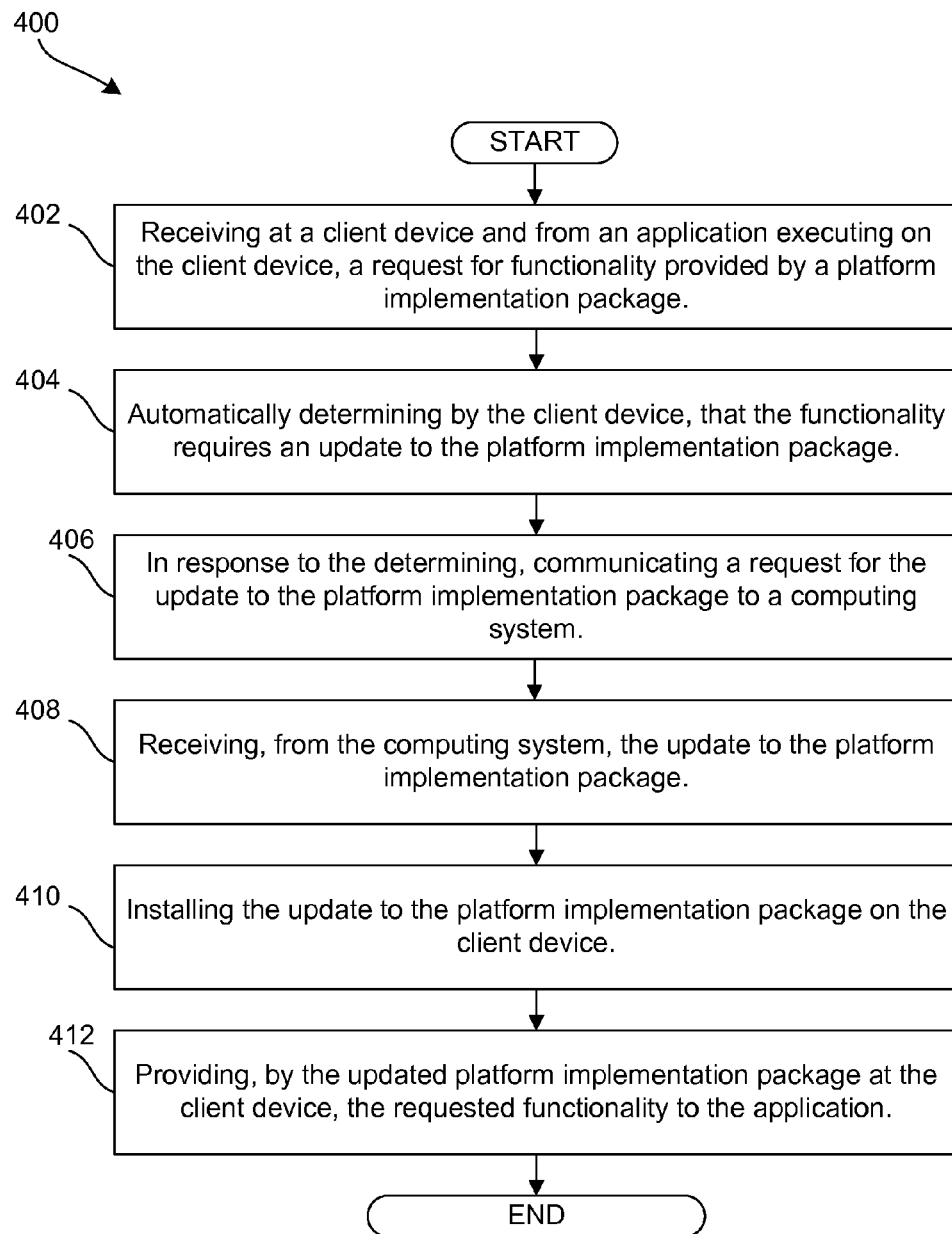 400
START
402
Receiving at a client device and from an application executing on
the client device, a request for functionality provided by a platform
implementation package.
404
Automatically determining by the client device, that the functionality
requires an update to the platform implementation package.
406
In response to the determining, communicating a request for the
update to the platform implementation package to a computing
system.
408
Receiving, from the computing system, the update to the platform
implementation package.
410
Installing the update to the platform implementation package on the
client device.
412
Providing, by the updated platform implementation package at the
client device, the requested functionality to the application.
END